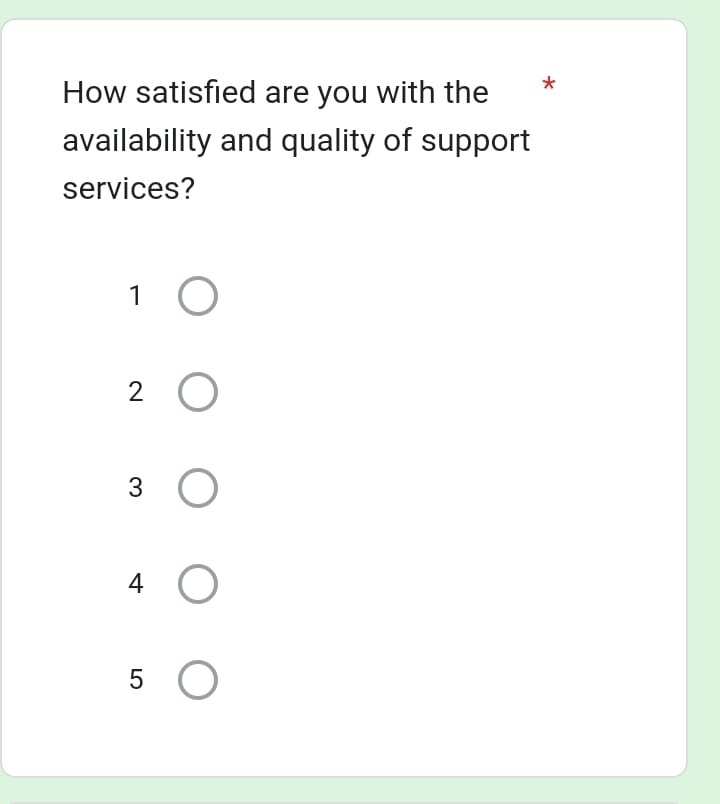 How satisfied are you with the *
availability and quality of support
services?
1
2
3
4
5